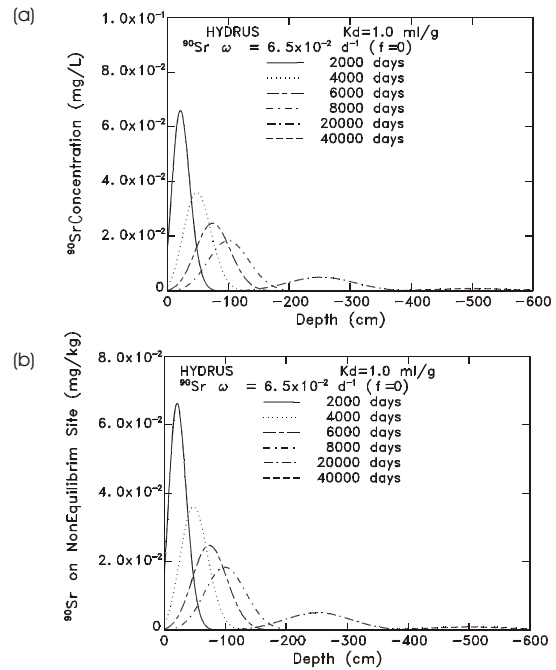 (a)
HYDRUS Kd=1.0 ml/g
⁹⁰Sr ω = 6.5x10⁻² d⁻¹ (f=0)
2000 days
4000 days
6000 days
8000 days
20000 days
40000 days
⁹⁰Sr Concentration (mg/L)
1.0x10⁻¹
8.0x10⁻²
6.0x10⁻²
4.0x10⁻²
2.0x10⁻²
0
0 -100 -200 -300 -400 -500 -600
Depth (cm)
(b)
HYDRUS Kd=1.0 ml/g
⁹⁰Sr ω = 6.5x10⁻² d⁻¹ (f=0)
2000 days
4000 days
6000 days
8000 days
20000 days
40000 days
⁹⁰Sr on NonEquilibrim Site (mg/kg)
8.0x10⁻²
6.0x10⁻²
4.0x10⁻²
2.0x10⁻²
0
0 -100 -200 -300 -400 -500 -600
Depth (cm)